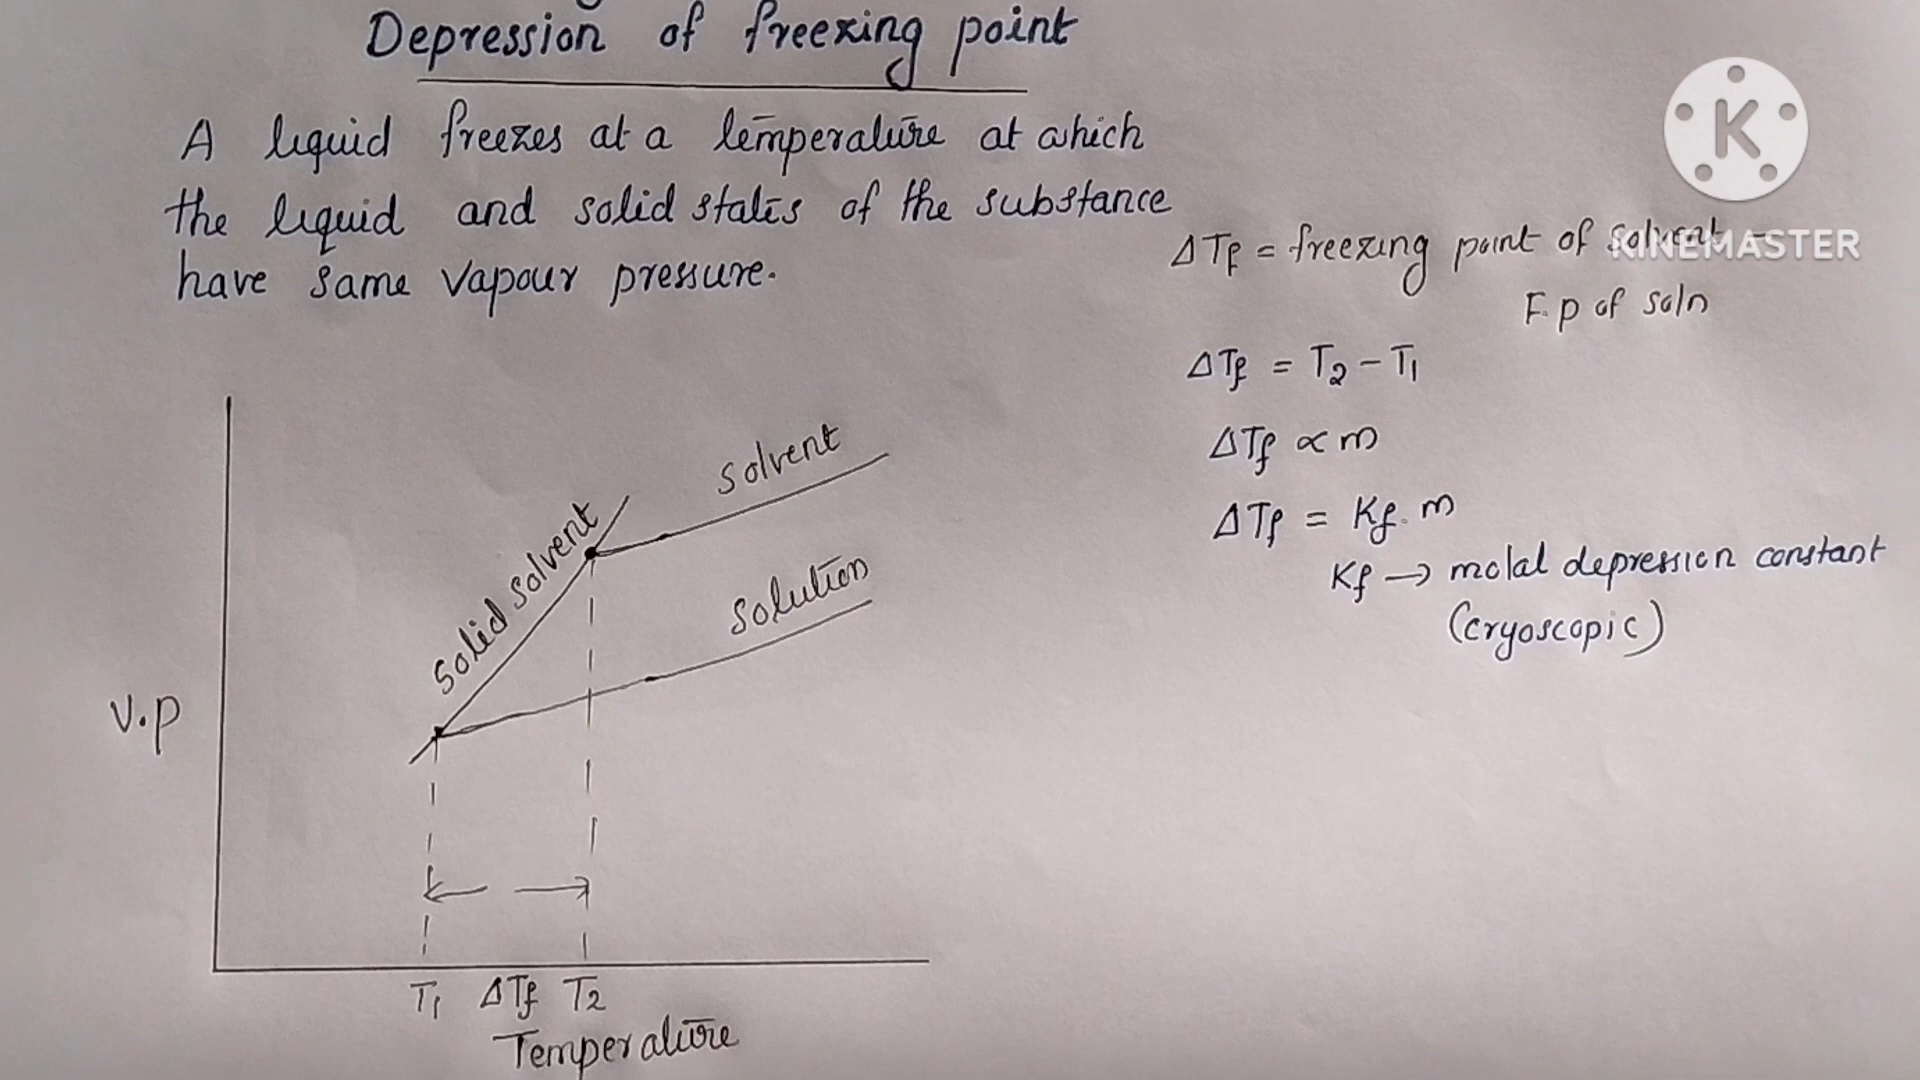 Depression of freezing point
A liquid freezes at a temperature at which
the liquid and solid states of the substance
have same vapour pressure.
K
KINEMASTER
ΔTf = freezing point of solvent -
F.p of soln
ΔTf = T2 - T1
ΔTf ∝ m
ΔTf = Kf. m
Kf → molal depression constant
(cryoscopic)
solvent
solid solvent
solution
V.p
T1 ΔTf T2
Temperature